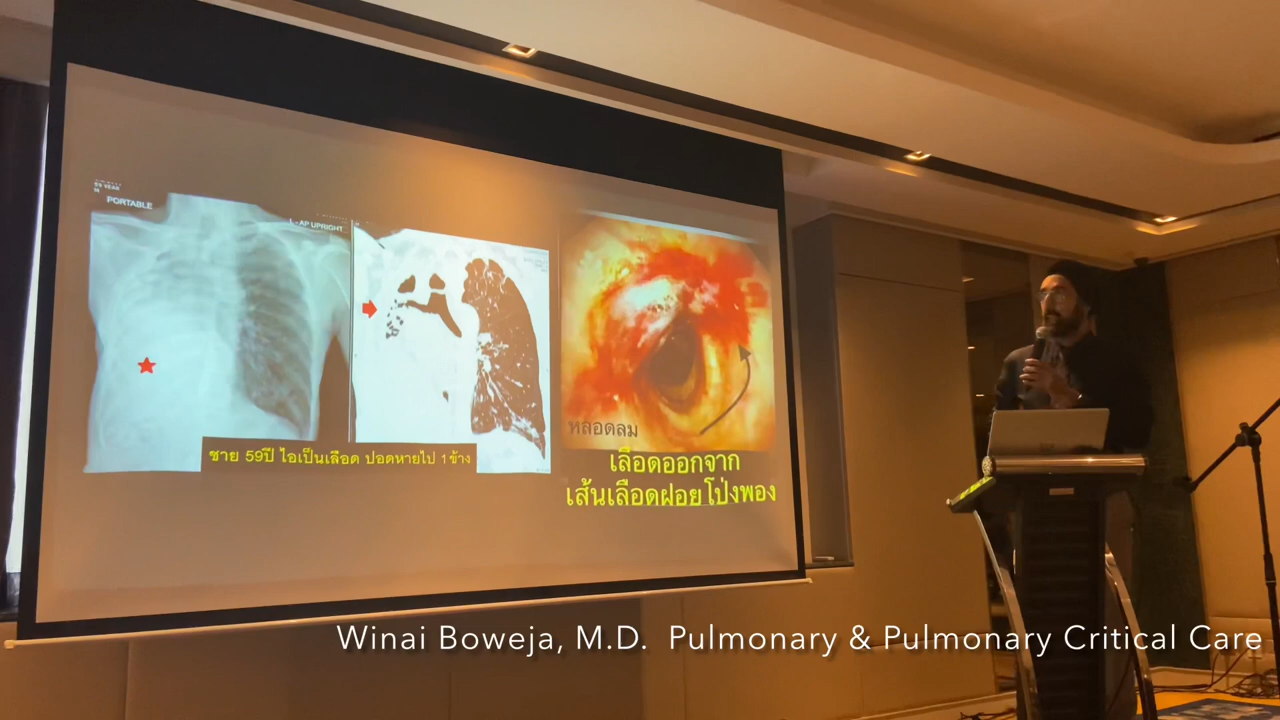 59 YEAR
M
PORTABLE
L - AP UPRIGHT
หลอดลม
ชาย 59ปี ไอเป็นเลือด ปอดหายไป 1 ข้าง
เลือดออกจาก
เส้นเลือดฝอยโป่งพอง
Winai Boweja, M.D. Pulmonary & Pulmonary Critical Care